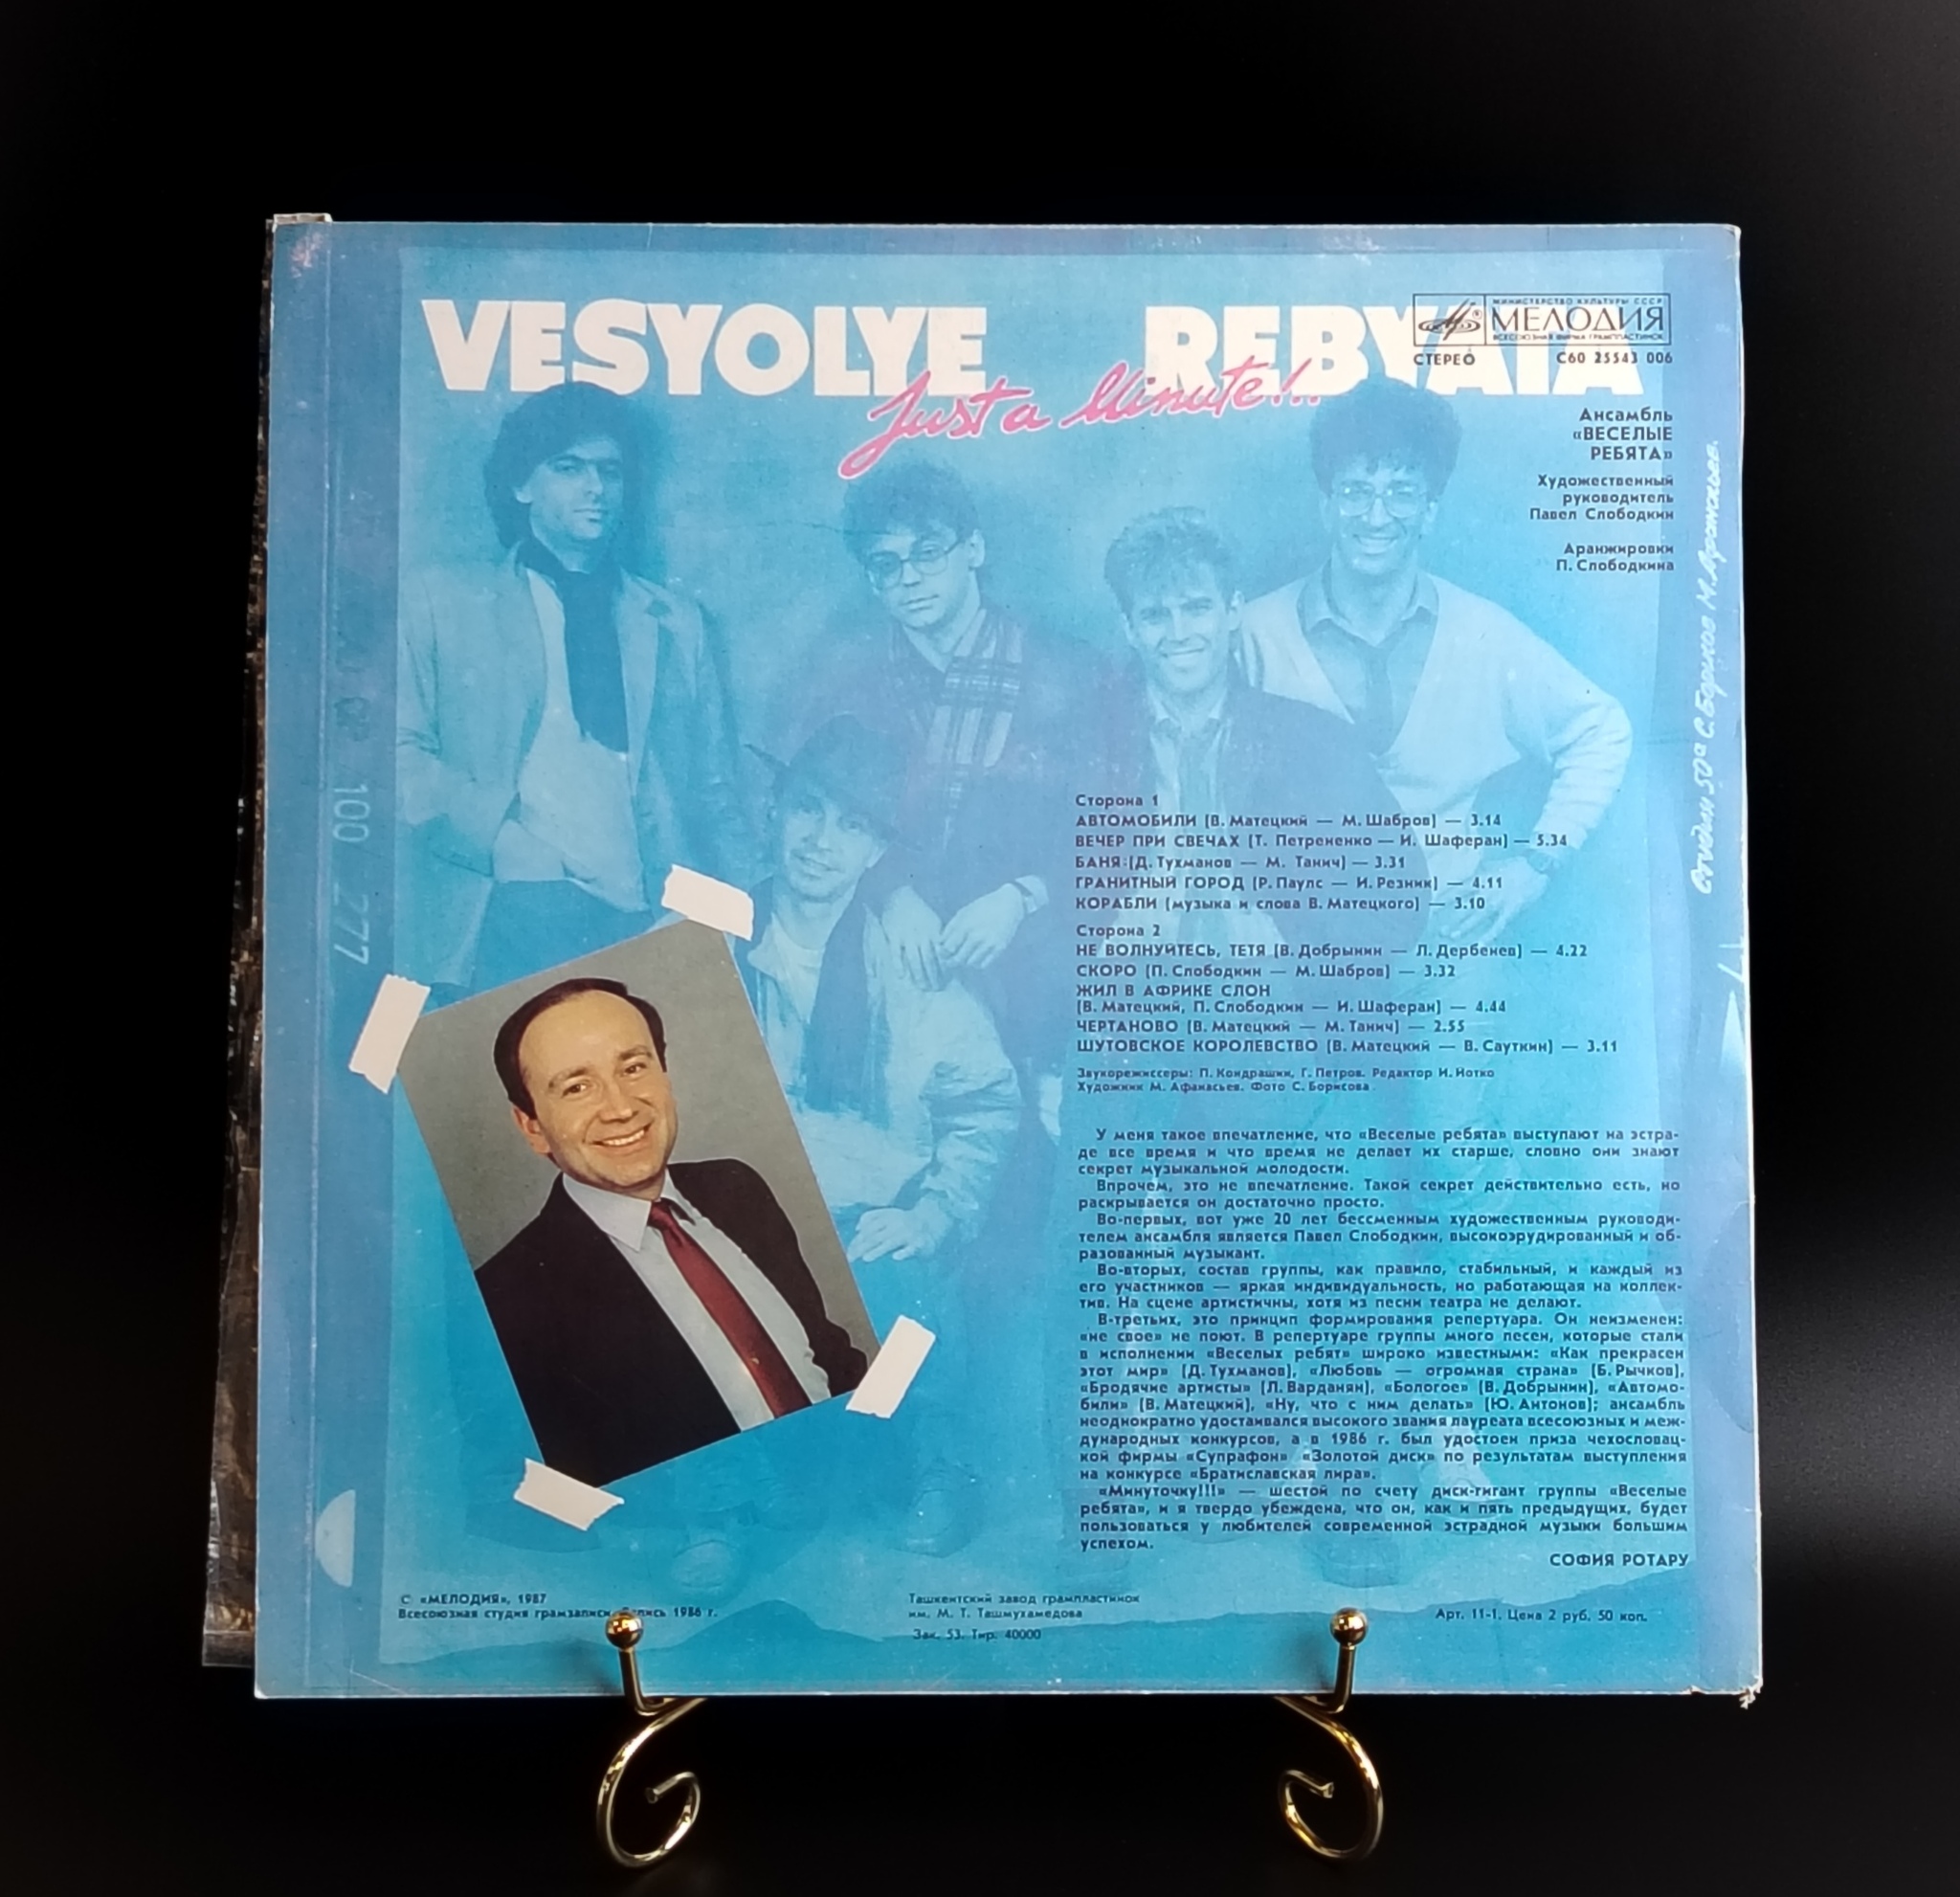 VESYOLYE REBYATA
Just a Minute!..
МИНИСТЕРСТВО КУЛЬТУРЫ СССР
МЕЛОДИЯ
ВСЕСОЮЗНАЯ ФИРМА ГРАМПЛАСТИНОК
СТЕРЕО С60 25543 006
Ансамбль
«ВЕСЕЛЫЕ
РЕБЯТА»
Художественный
руководитель
Павел Слободкин
Аранжировки
П. Слободкина
Сторона 1
АВТОМОБИЛИ (В. Матецкий — М. Шабров) — 3.14
ВЕЧЕР ПРИ СВЕЧАХ (Т. Петрененко — И. Шаферан) — 5.34
БАНЯ:(Д. Тухманов — М. Танич) — 3.31
ГРАНИТНЫЙ ГОРОД (Р. Паулс — И. Резник) — 4.11
КОРАБЛИ (музыка и слова В. Матецкого) — 3.10
Сторона 2
НЕ ВОЛНУЙТЕСЬ, ТЕТЯ (В. Добрынин — Л. Дербенев) — 4.22
СКОРО (П. Слободкин — М. Шабров) — 3.32
ЖИЛ В АФРИКЕ СЛОН
(В. Матецкий, П. Слободкин — И. Шаферан) — 4.44
ЧЕРТАНОВО (В. Матецкий — М. Танич) — 2.55
ШУТОВСКОЕ КОРОЛЕВСТВО (В. Матецкий — В. Сауткин) — 3.11
Звукорежиссеры: П. Кондрашин, Г. Петров. Редактор И. Йотко
Художник М. Афанасьев. Фото С. Борисова
У меня такое впечатление, что «Веселые ребята» выступают на эстра-
де все время и что время не делает их старше, словно они знают
секрет музыкальной молодости.
Впрочем, это не впечатление. Такой секрет действительно есть, но
раскрывается он достаточно просто.
Во-первых, вот уже 20 лет бессменным художественным руководи-
телем ансамбля является Павел Слободкин, высокоэрудированный и об-
разованный музыкант.
Во-вторых, состав группы, как правило, стабильный, и каждый из
его участников — яркая индивидуальность, но работающая на коллек-
тив. На сцене артистичны, хотя из песни театра не делают.
В-третьих, это принцип формирования репертуара. Он неизменен:
«не свое» не поют. В репертуаре группы много песен, которые стали
в исполнении «Веселых ребят» широко известными: «Как прекрасен
этот мир» (Д. Тухманов), «Любовь — огромная страна» (Б. Рычков),
«Бродячие артисты» (Л. Варданян), «Бологое» (В. Добрынин), «Автомо-
били» (В. Матецкий), «Ну, что с ним делать» (Ю. Антонов); ансамбль
неоднократно удостаивался высокого звания лауреата всесоюзных и меж-
дународных конкурсов, а в 1986 г. был удостоен приза чехословац-
кой фирмы «Супрафон» «Золотой диск» по результатам выступления
на конкурсе «Братиславская лира».
«Минуточку!!!» — шестой по счету диск-гигант группы «Веселые
ребята», и я твердо убеждена, что он, как и пять предыдущих, будет
пользоваться у любителей современной эстрадной музыки большим
успехом.
СОФИЯ РОТАРУ
© «МЕЛОДИЯ», 1987
Всесоюзная студия грамзаписи. Запись 1986 г.
Ташкентский завод грампластинок
им. М. Т. Ташмухамедова
Зак. 53. Тир. 40000
Арт. 11-1. Цена 2 руб. 50 коп.
100 277